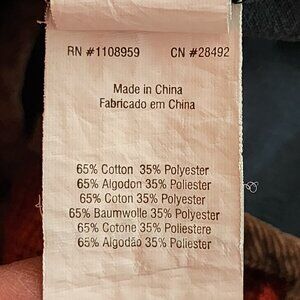 RN #1108959 CN #28492
Made in China
Fabricado em China
65% Cotton 35% Polyester
65% Algodon 35% Poliester
65% Coton 35% Polyester
65% Baumwolle 35% Polyester
65% Cotone 35% Poliestere
65% Algodão 35% Poliester